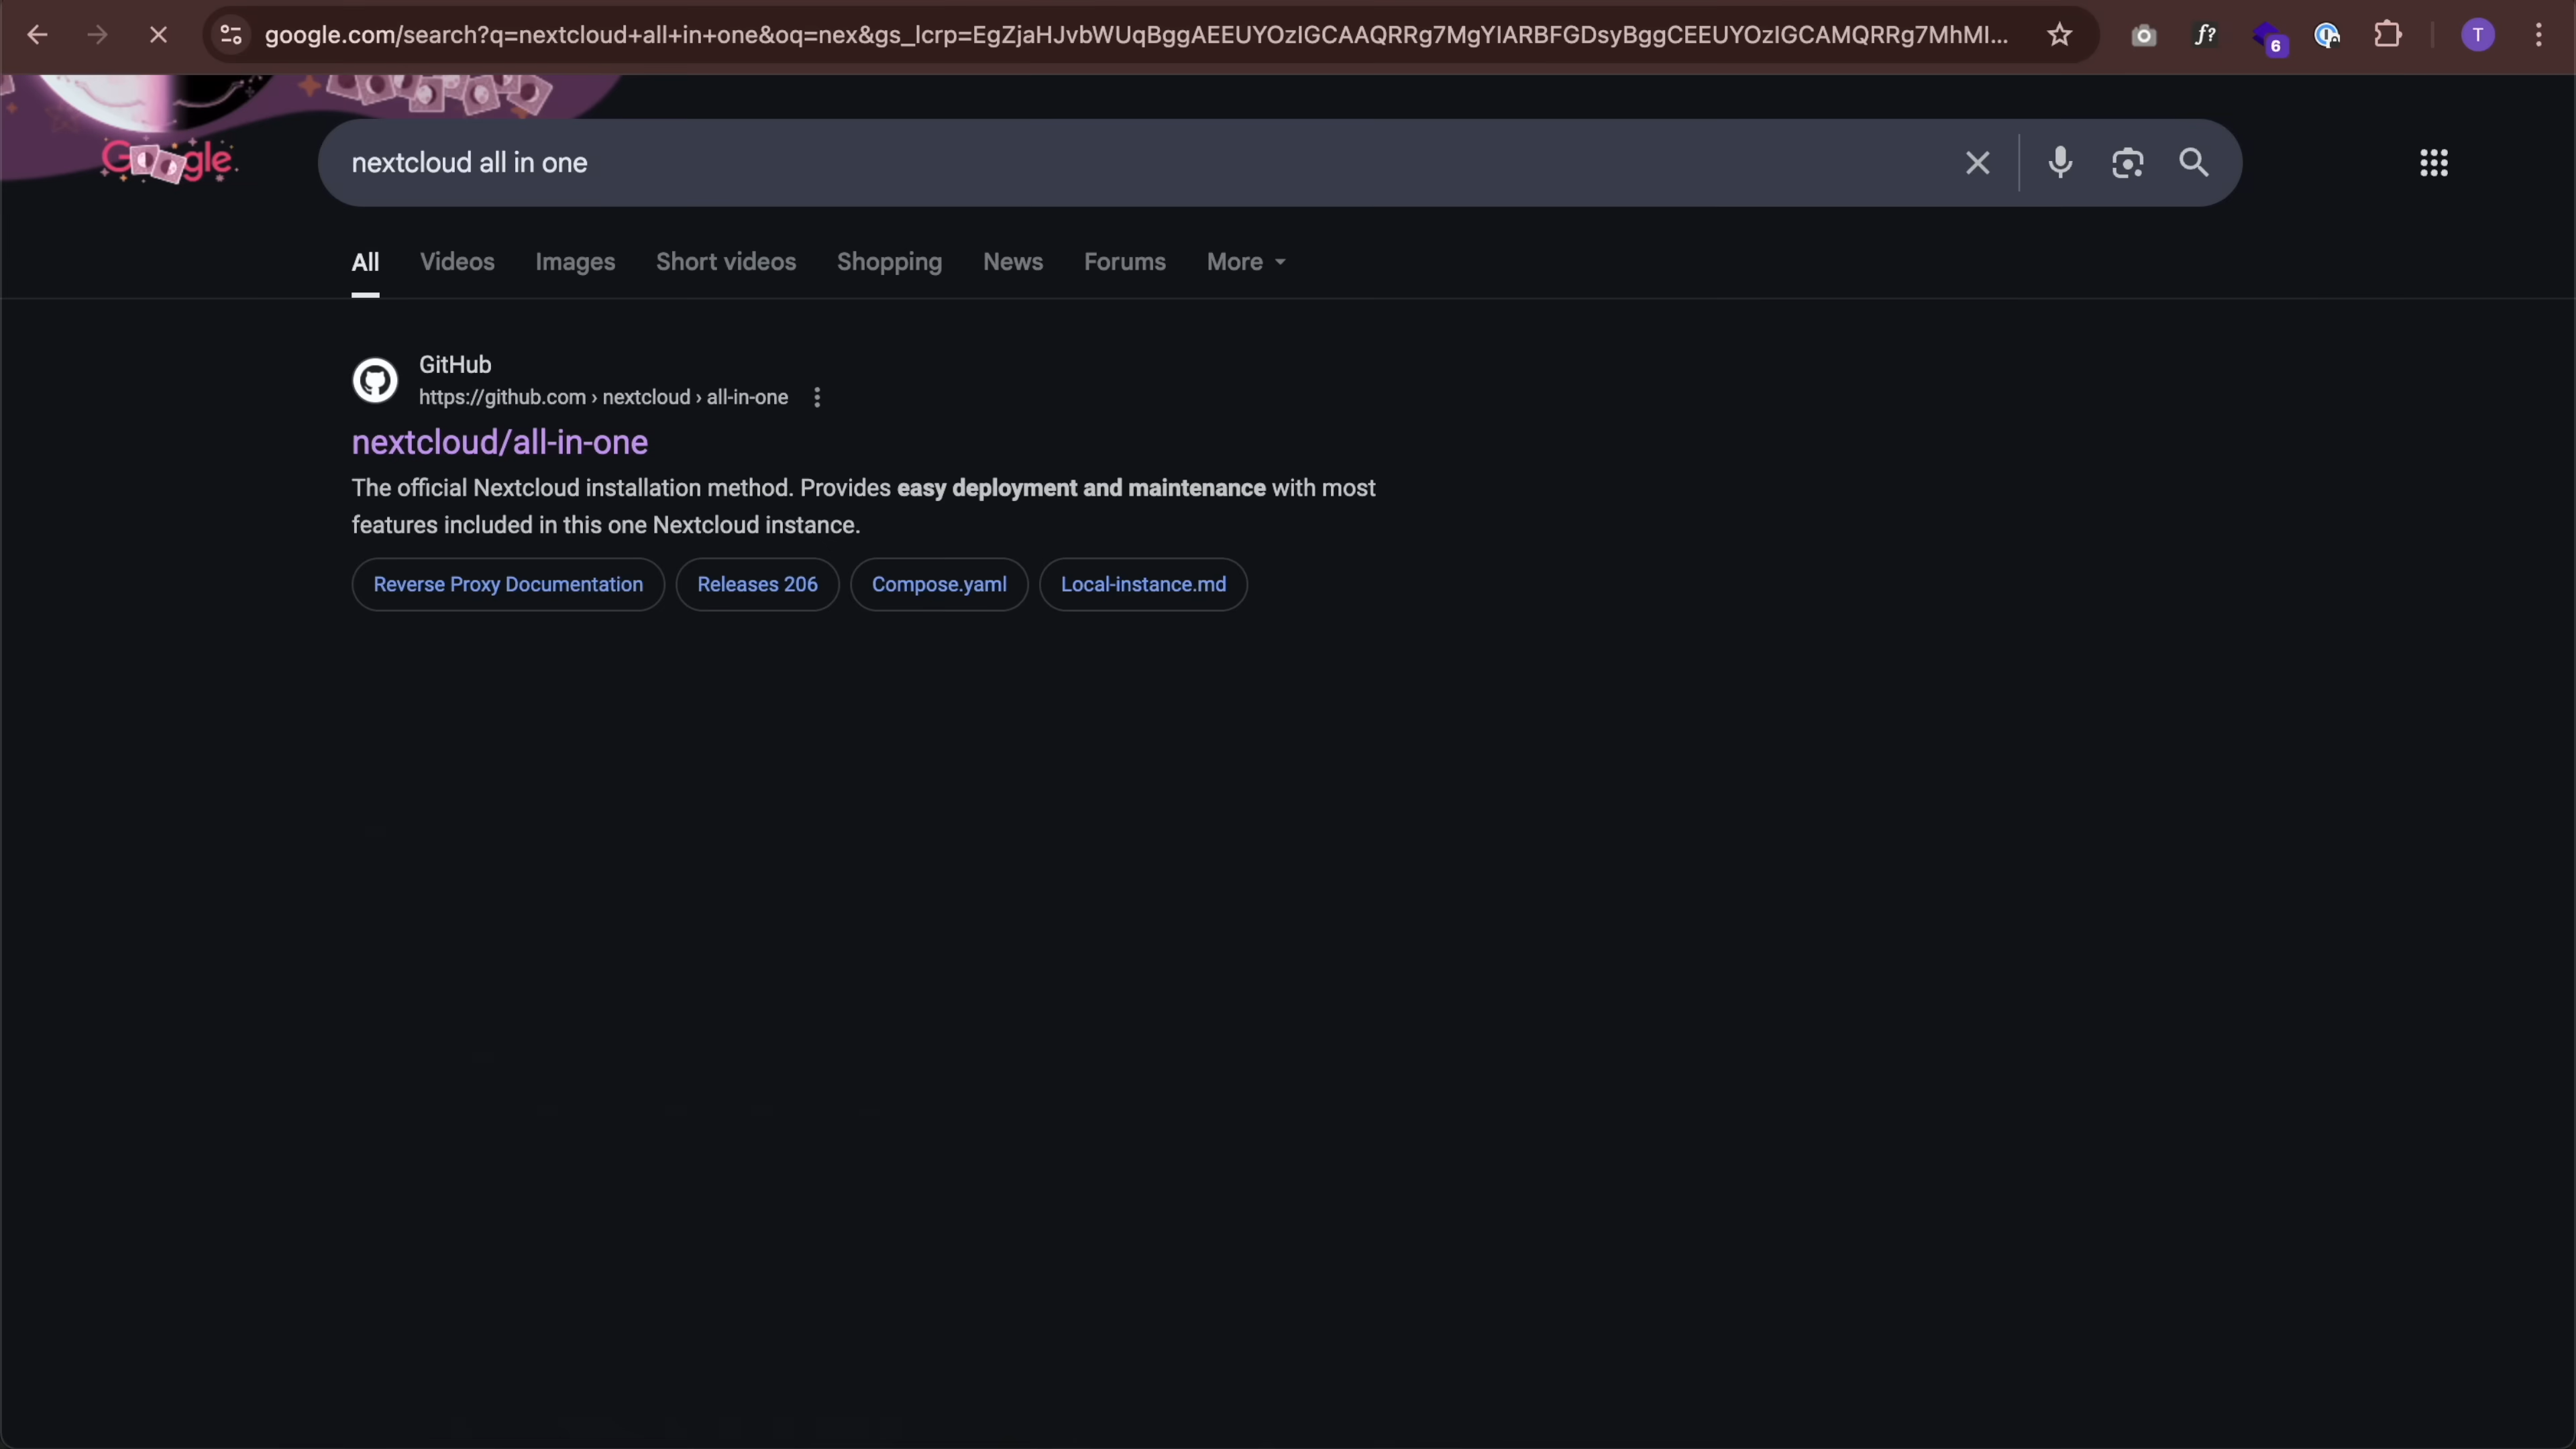 google.com/search?q=nextcloud+all+in+one&oq=nex&gs_lcrp=EgZjaHJvbWUqBggAEEUYOzIGCAAQRRg7MgYIARBFGDsyBggCEEUYOzIGCAMQRRg7MhMI...
f?
6
T
Google
nextcloud all in one
All Videos Images Short videos Shopping News Forums More
GitHub
https://github.com › nextcloud › all-in-one
nextcloud/all-in-one
The official Nextcloud installation method. Provides easy deployment and maintenance with most
features included in this one Nextcloud instance.
Reverse Proxy Documentation Releases 206 Compose.yaml Local-instance.md